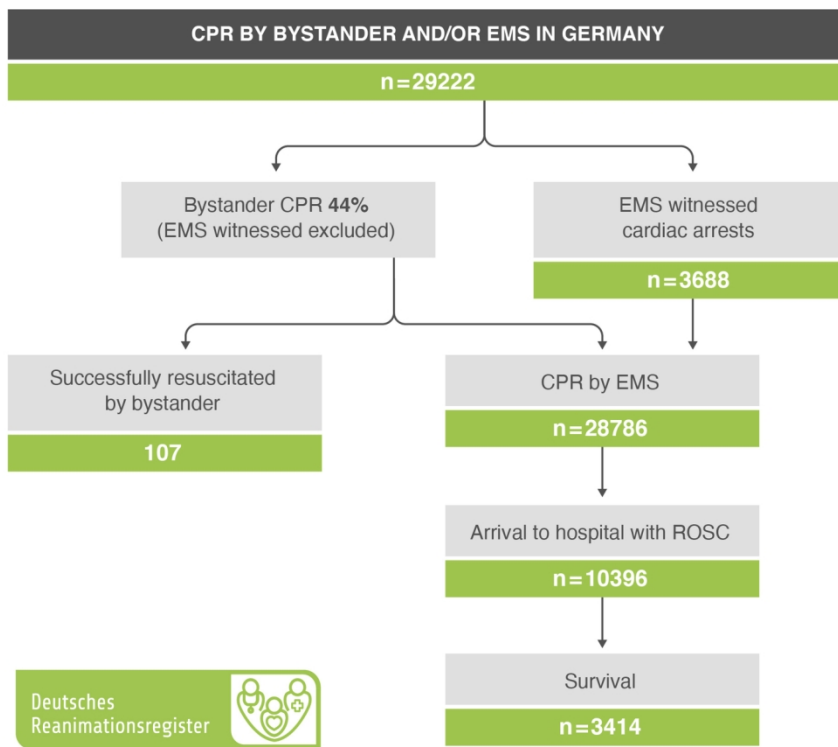 CPR BY BYSTANDER AND/OR EMS IN GERMANY
n=29222
Bystander CPR 44%
(EMS witnessed excluded)
EMS witnessed
cardiac arrests
n=3688
Successfully resuscitated
by bystander
107
CPR by EMS
n=28786
Arrival to hospital with ROSC
n=10396
Survival
n=3414
Deutsches
Reanimationsregister